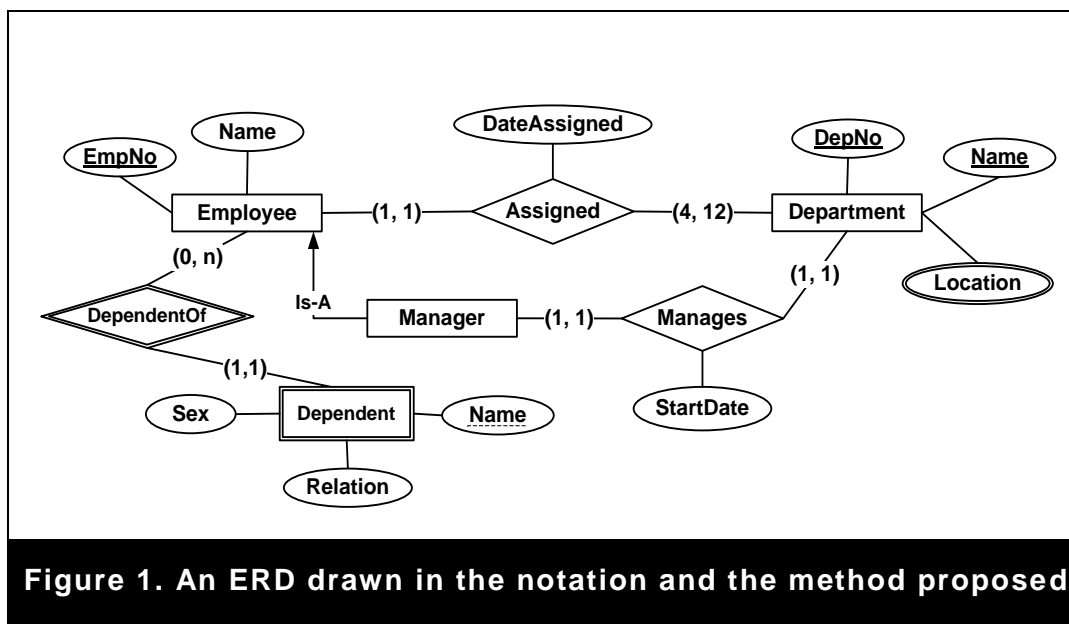 DateAssigned
Name
DepNo
EmpNo
Name
Employee
(1, 1)
Assigned
(4, 12)
Department
(0, n)
(1, 1)
Location
Is-A
DependentOf
Manager
(1, 1)
Manages
(1,1)
Sex
Dependent
Name
StartDate
Relation
Figure 1. An ERD drawn in the notation and the method proposed